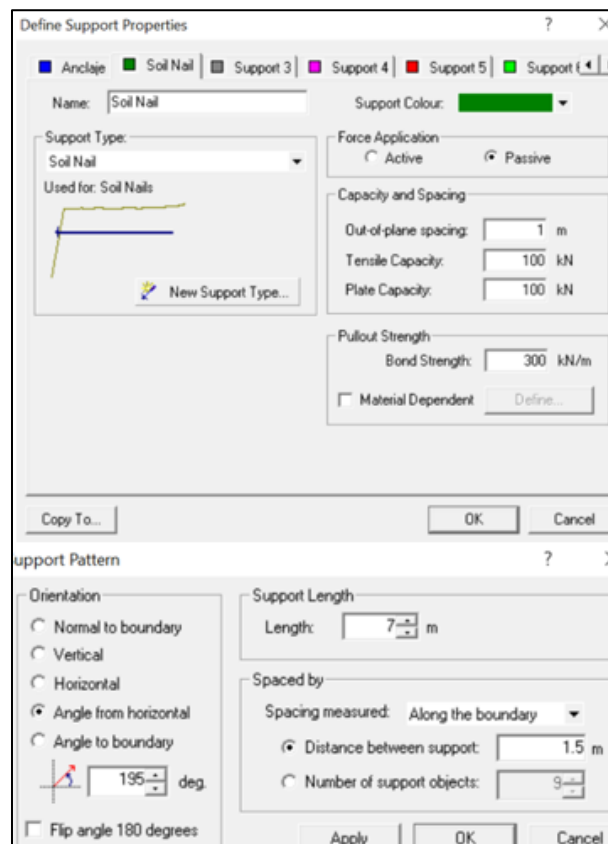 Define Support Properties ? X
Anclaje Soil Nail Support 3 Support 4 Support 5 Support 6
Name: Soil Nail Support Colour:
Support Type: Force Application
Soil Nail Active Passive
Used for: Soil Nails Capacity and Spacing
Out-of-plane spacing: 1 m
Tensile Capacity: 100 kN
New Support Type... Plate Capacity: 100 kN
Pullout Strength
Bond Strength: 300 kN/m
Material Dependent Define...
Copy To... OK Cancel
upport Pattern ?
Orientation Support Length
Normal to boundary Length: 7 m
Vertical
Horizontal Spaced by
Angle from horizontal Spacing measured: Along the boundary
Angle to boundary Distance between support: 1.5 m
195 deg. Number of support objects: 9
Flip angle 180 degrees Apply OK Cancel